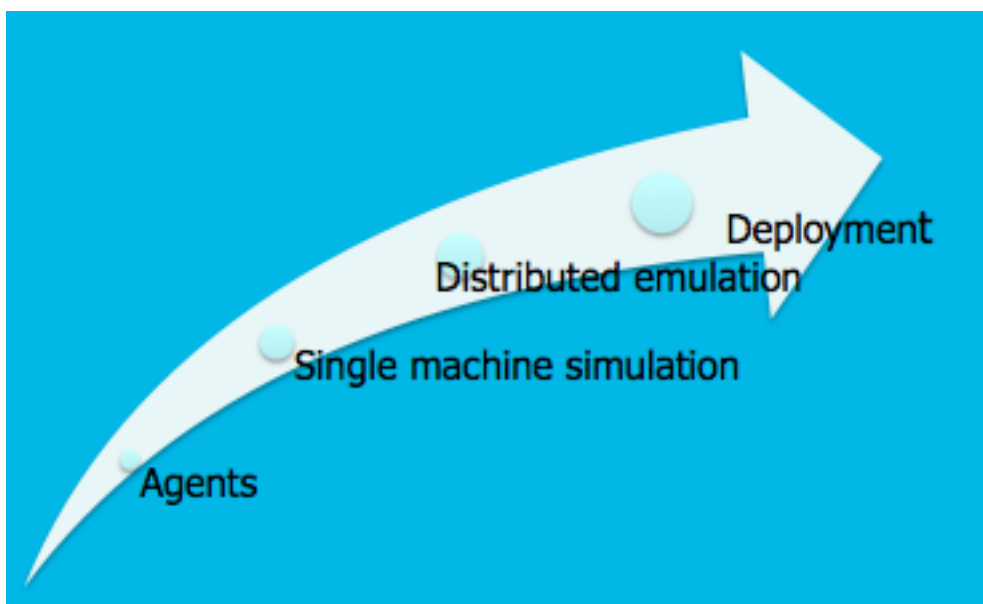 Deployment
Distributed emulation
Single machine simulation
Agents